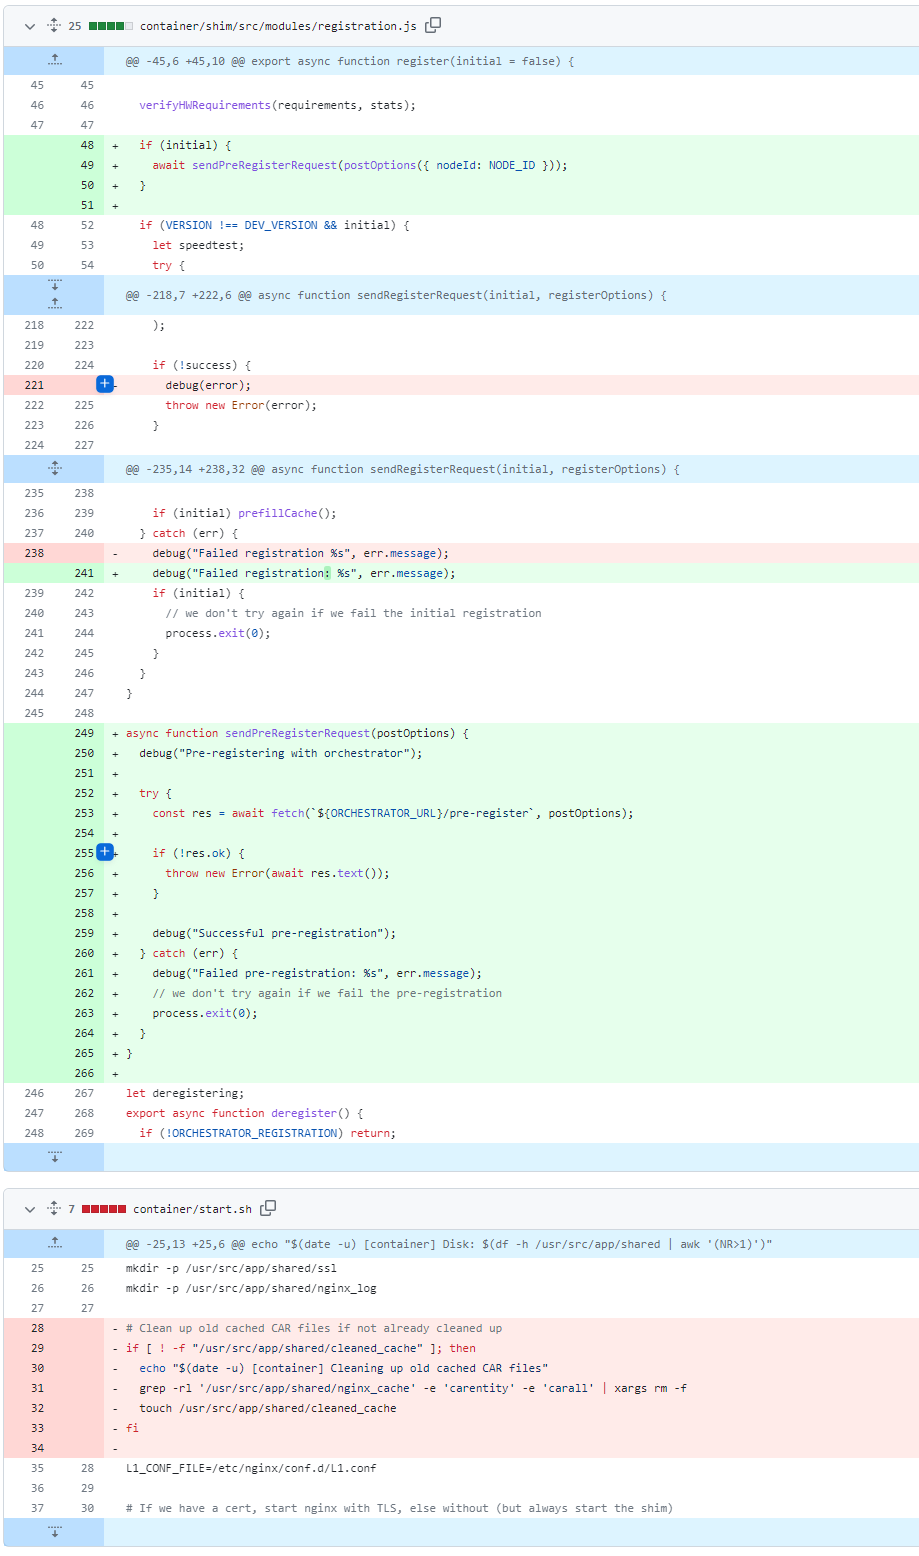 25 container/shim/src/modules/registration.js
@@ -45,6 +45,10 @@ export async function register(initial = false) {
45 45
46 46 verifyHWRequirements(requirements, stats);
47 47
48 + if (initial) {
49 + await sendPreRegisterRequest(postOptions({ nodeId: NODE_ID }));
50 + }
51 +
48 52 if (VERSION !== DEV_VERSION && initial) {
49 53 let speedtest;
50 54 try {
@@ -218,7 +222,6 @@ async function sendRegisterRequest(initial, registerOptions) {
218 222 );
219 223
220 224 if (!success) {
221 + - debug(error);
222 225 throw new Error(error);
223 226 }
224 227
@@ -235,14 +238,32 @@ async function sendRegisterRequest(initial, registerOptions) {
235 238
236 239 if (initial) prefillCache();
237 240 } catch (err) {
238 - debug("Failed registration %s", err.message);
241 + debug("Failed registration: %s", err.message);
239 242 if (initial) {
240 243 // we don't try again if we fail the initial registration
241 244 process.exit(0);
242 245 }
243 246 }
244 247 }
245 248
249 + async function sendPreRegisterRequest(postOptions) {
250 + debug("Pre-registering with orchestrator");
251 +
252 + try {
253 + const res = await fetch(`${ORCHESTRATOR_URL}/pre-register`, postOptions);
254 +
255 + + if (!res.ok) {
256 + throw new Error(await res.text());
257 + }
258 +
259 + debug("Successful pre-registration");
260 + } catch (err) {
261 + debug("Failed pre-registration: %s", err.message);
262 + // we don't try again if we fail the pre-registration
263 + process.exit(0);
264 + }
265 + }
266 +
246 267 let deregistering;
247 268 export async function deregister() {
248 269 if (!ORCHESTRATOR_REGISTRATION) return;
7 container/start.sh
@@ -25,13 +25,6 @@ echo "$(date -u) [container] Disk: $(df -h /usr/src/app/shared | awk '(NR>1)')"
25 25 mkdir -p /usr/src/app/shared/ssl
26 26 mkdir -p /usr/src/app/shared/nginx_log
27 27
28 - # Clean up old cached CAR files if not already cleaned up
29 - if [ ! -f "/usr/src/app/shared/cleaned_cache" ]; then
30 - echo "$(date -u) [container] Cleaning up old cached CAR files"
31 - grep -rl '/usr/src/app/shared/nginx_cache' -e 'carentity' -e 'carall' | xargs rm -f
32 - touch /usr/src/app/shared/cleaned_cache
33 - fi
34 -
35 28 L1_CONF_FILE=/etc/nginx/conf.d/L1.conf
36 29
37 30 # If we have a cert, start nginx with TLS, else without (but always start the shim)